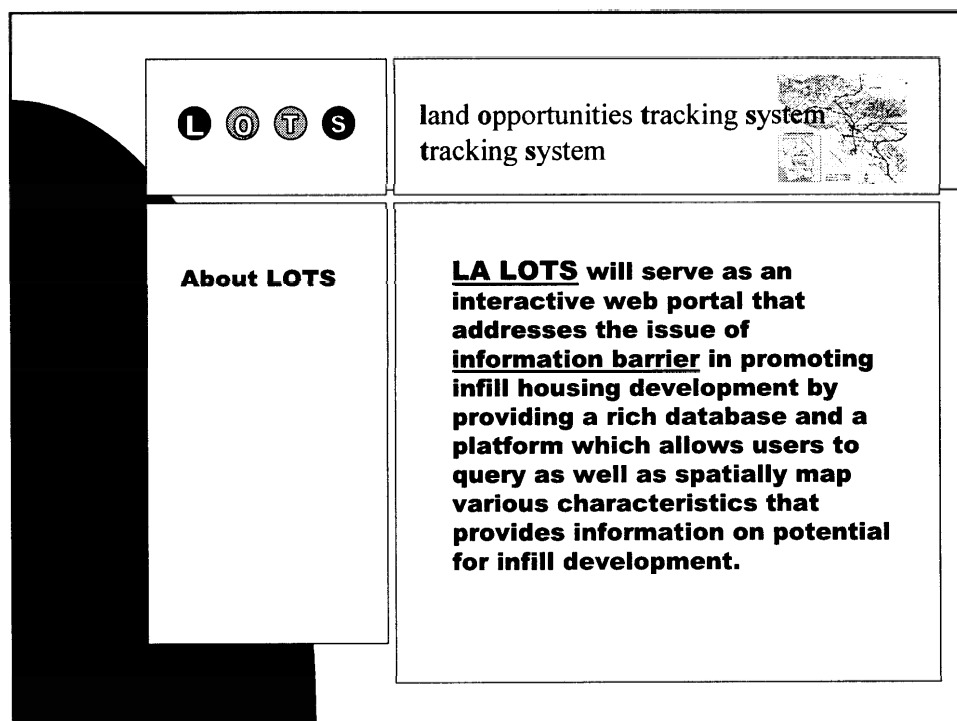 L O T S
land opportunities tracking system
tracking system
About LOTS
LA LOTS will serve as an
interactive web portal that
addresses the issue of
information barrier in promoting
infill housing development by
providing a rich database and a
platform which allows users to
query as well as spatially map
various characteristics that
provides information on potential
for infill development.